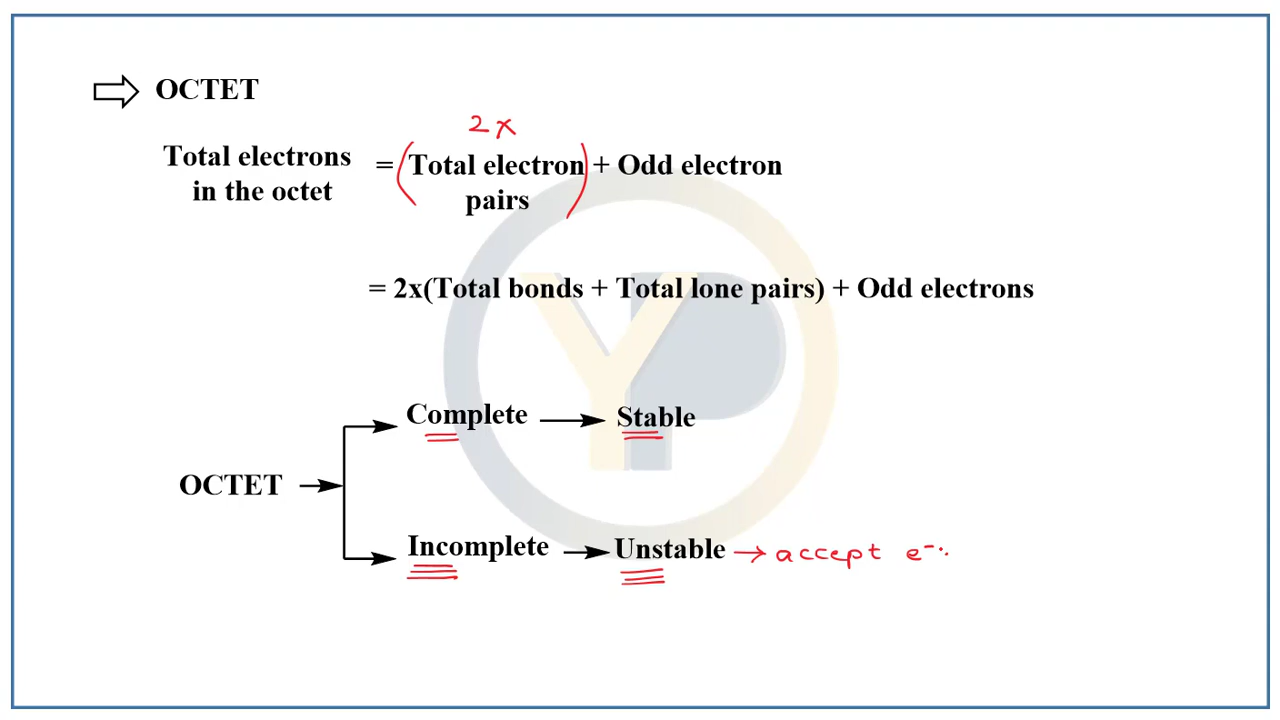 OCTET
2x
Total electrons = (Total electron) + Odd electron
in the octet pairs
= 2x(Total bonds + Total lone pairs) + Odd electrons
Complete → Stable
OCTET →
Incomplete → Unstable → accept e⁻.
YP